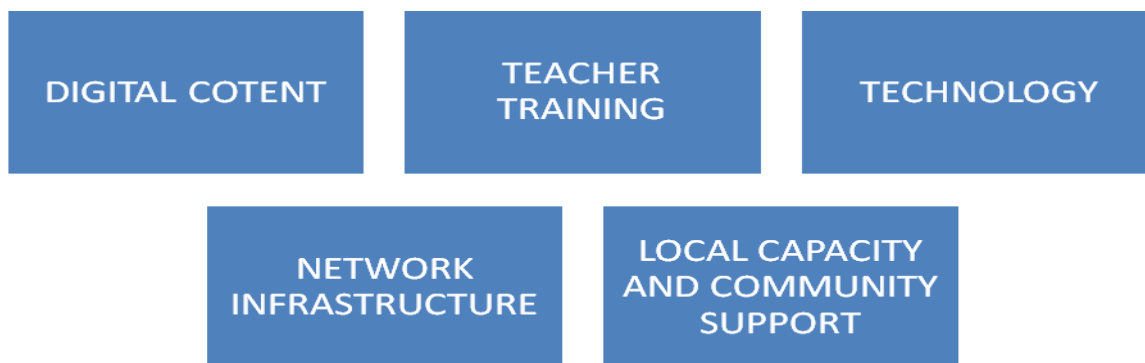 DIGITAL COTENT
TEACHER
TRAINING
TECHNOLOGY
NETWORK
INFRASTRUCTURE
LOCAL CAPACITY
AND COMMUNITY
SUPPORT